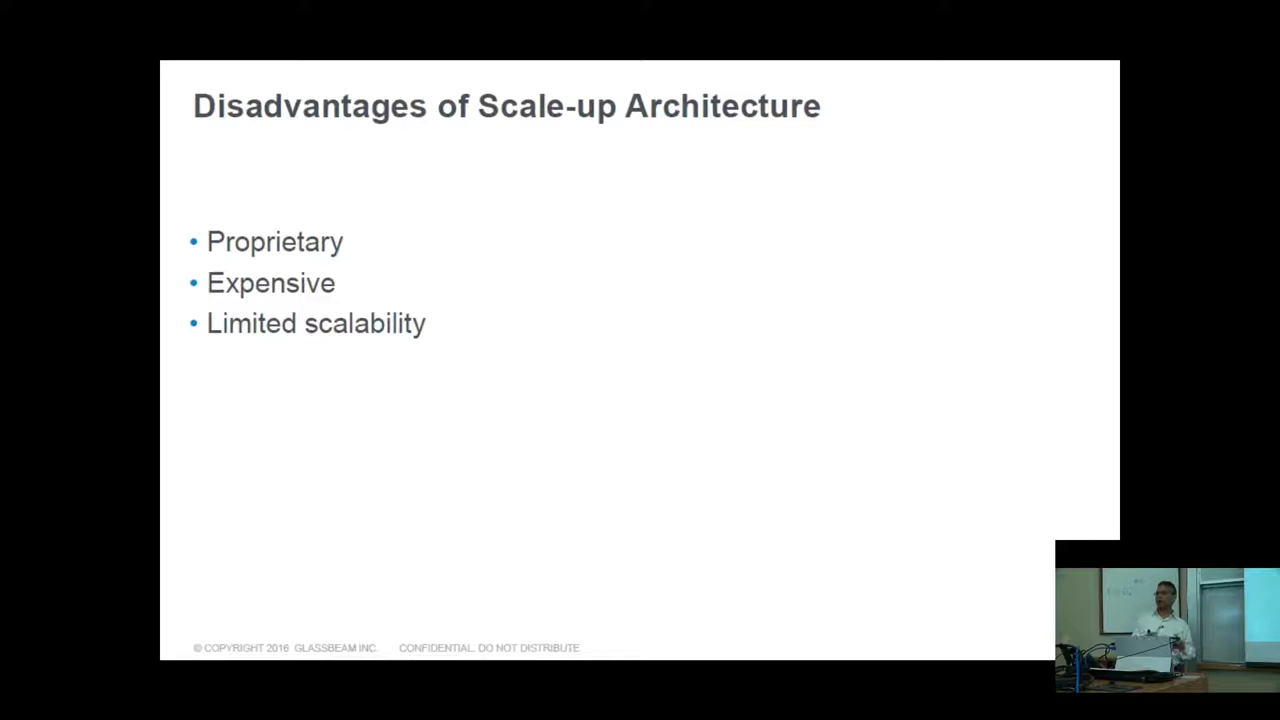 Disadvantages of Scale-up Architecture
• Proprietary
• Expensive
• Limited scalability
© COPYRIGHT 2016 GLASSBEAM INC. CONFIDENTIAL. DO NOT DISTRIBUTE